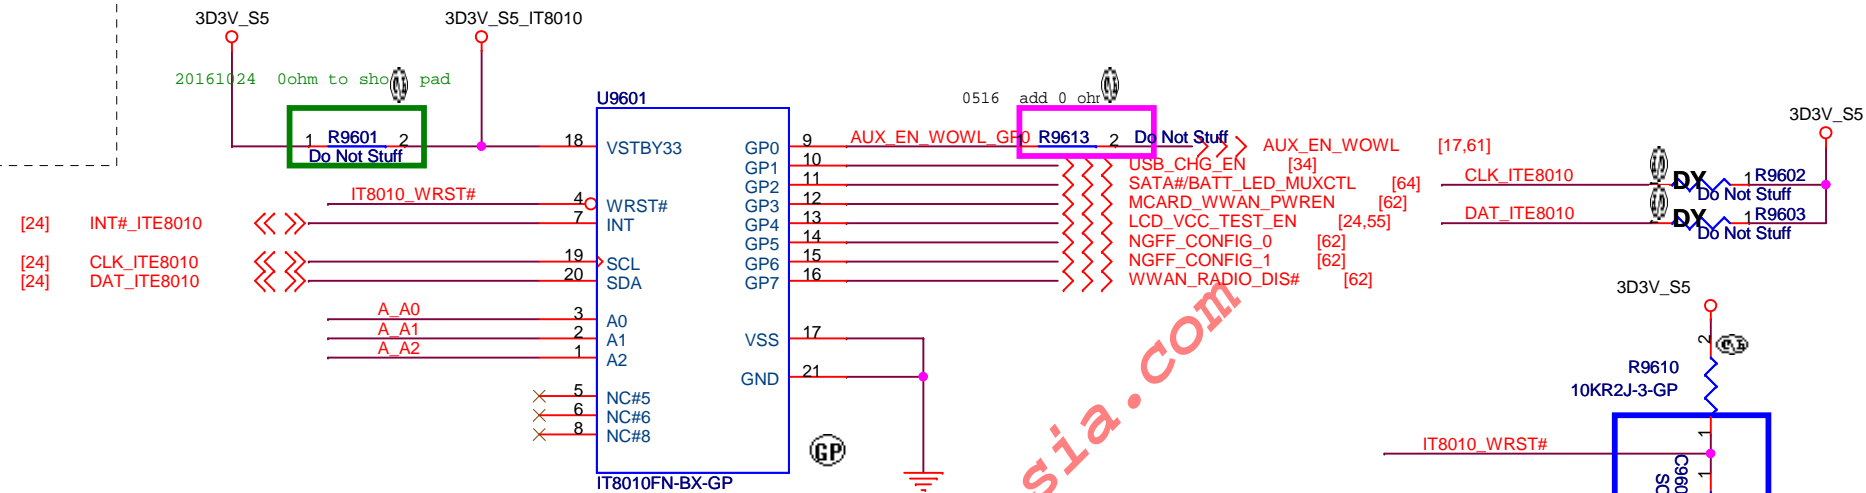 3D3V_S5
3D3V_S5_IT8010
20161024 0ohm to sho pad
1 R9601 2
Do Not Stuff
U9601
0516 add 0 ohm
18 VSTBY33
GP0 9 AUX_EN_WOWL_GP0 1 R9613 2 Do Not Stuff AUX_EN_WOWL [17,61]
GP1 10 USB_CHG_EN [34]
GP2 11 SATA#/BATT_LED_MUXCTL [64]
IT8010_WRST# 4 WRST#
GP3 12 MCARD_WWAN_PWREN [62]
[24] INT#_ITE8010 7 INT
GP4 13 LCD_VCC_TEST_EN [24,55]
GP5 14 NGFF_CONFIG_0 [62]
[24] CLK_ITE8010 19 SCL
GP6 15 NGFF_CONFIG_1 [62]
[24] DAT_ITE8010 20 SDA
GP7 16 WWAN_RADIO_DIS# [62]
A_A0 3 A0
A_A1 2 A1
A_A2 1 A2
VSS 17
GND 21
5 NC#5
6 NC#6
8 NC#8
GP
IT8010FN-BX-GP
3D3V_S5
CLK_ITE8010 DY 1 R9602
Do Not Stuff
DAT_ITE8010 DY 1 R9603
Do Not Stuff
3D3V_S5
2
R9610
10KR2J-3-GP
1
IT8010_WRST#
1
sia.com